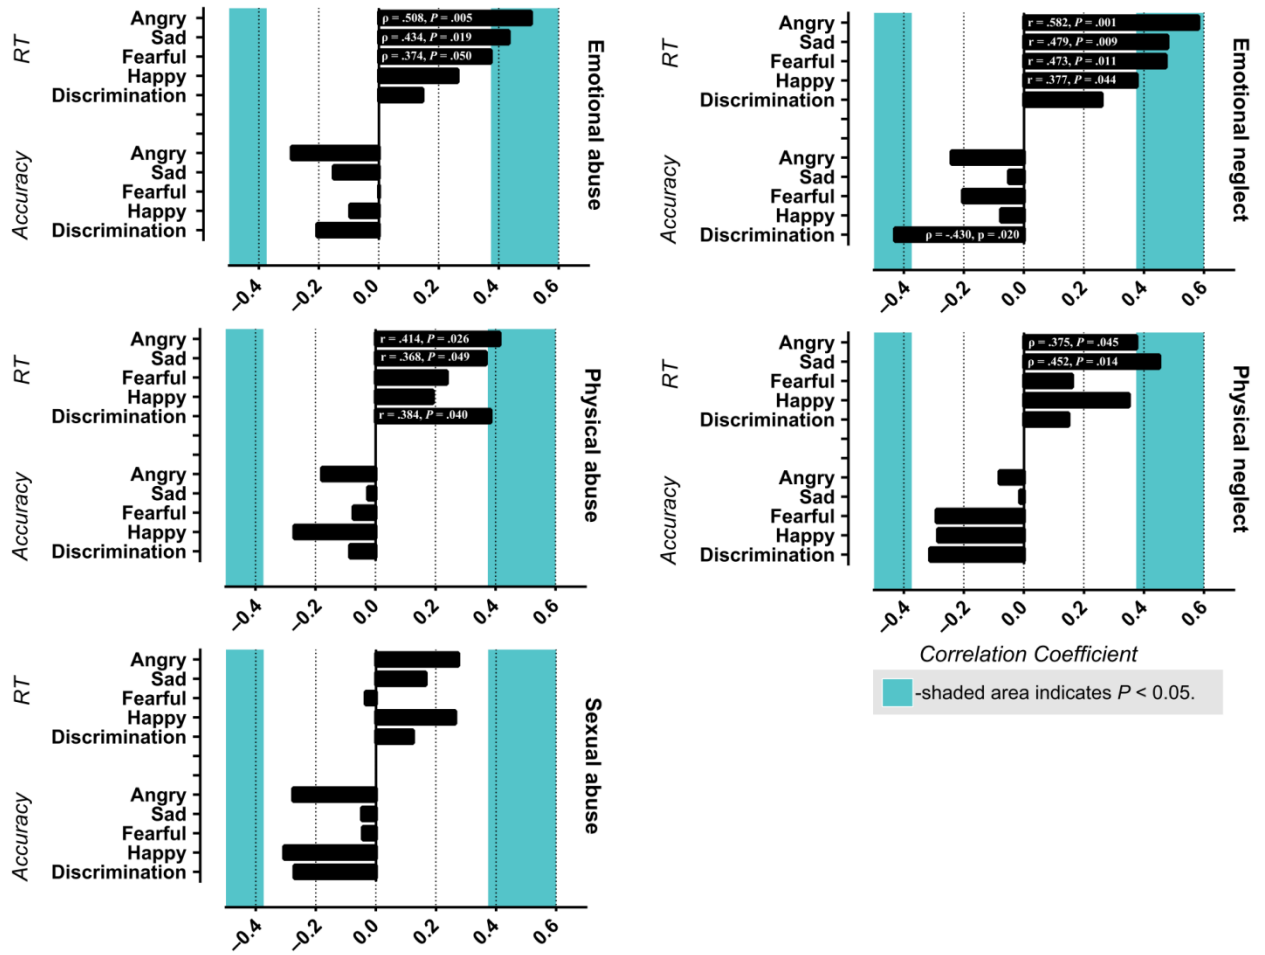 Emotional abuse
RT
Angry ρ = .508, P = .005
Sad ρ = .434, P = .019
Fearful ρ = .374, P = .050
Happy
Discrimination
Accuracy
Angry
Sad
Fearful
Happy
Discrimination
−0.4 −0.2 0.0 0.2 0.4 0.6
Emotional neglect
RT
Angry r = .582, P = .001
Sad r = .479, P = .009
Fearful r = .473, P = .011
Happy r = .377, P = .044
Discrimination
Accuracy
Angry
Sad
Fearful
Happy
Discrimination ρ = -.430, p = .020
−0.4 −0.2 0.0 0.2 0.4 0.6
Physical abuse
RT
Angry r = .414, P = .026
Sad r = .368, P = .049
Fearful
Happy
Discrimination r = .384, P = .040
Accuracy
Angry
Sad
Fearful
Happy
Discrimination
−0.4 −0.2 0.0 0.2 0.4 0.6
Physical neglect
RT
Angry ρ = .375, P = .045
Sad ρ = .452, P = .014
Fearful
Happy
Discrimination
Accuracy
Angry
Sad
Fearful
Happy
Discrimination
−0.4 −0.2 0.0 0.2 0.4 0.6
Correlation Coefficient
-shaded area indicates P < 0.05.
Sexual abuse
RT
Angry
Sad
Fearful
Happy
Discrimination
Accuracy
Angry
Sad
Fearful
Happy
Discrimination
−0.4 −0.2 0.0 0.2 0.4 0.6